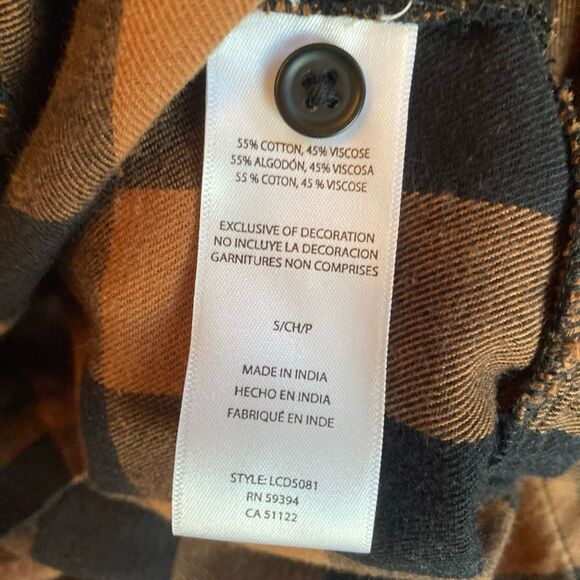 55% COTTON, 45% VISCOSE
55% ALGODÓN, 45% VISCOSA
55 % COTON, 45 % VISCOSE
EXCLUSIVE OF DECORATION
NO INCLUYE LA DECORACION
GARNITURES NON COMPRISES
S/CH/P
MADE IN INDIA
HECHO EN INDIA
FABRIQUÉ EN INDE
STYLE: LCD5081
RN 59394
CA 51122